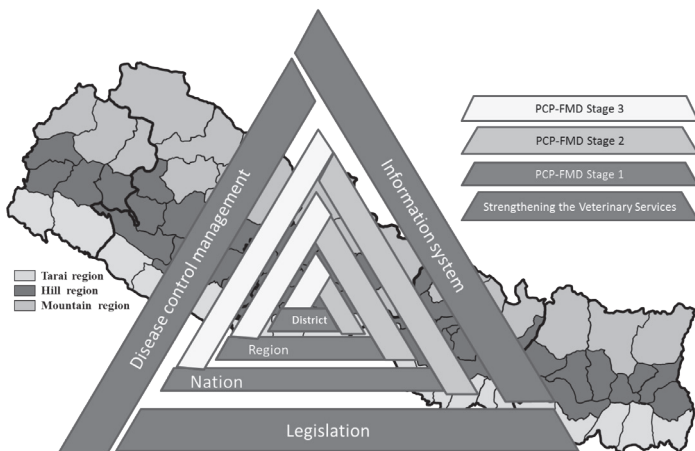 PCP-FMD Stage 3
PCP-FMD Stage 2
PCP-FMD Stage 1
Strengthening the Veterinary Services
Disease control management
Information system
Tarai region
Hill region
Mountain region
District
Region
Nation
Legislation